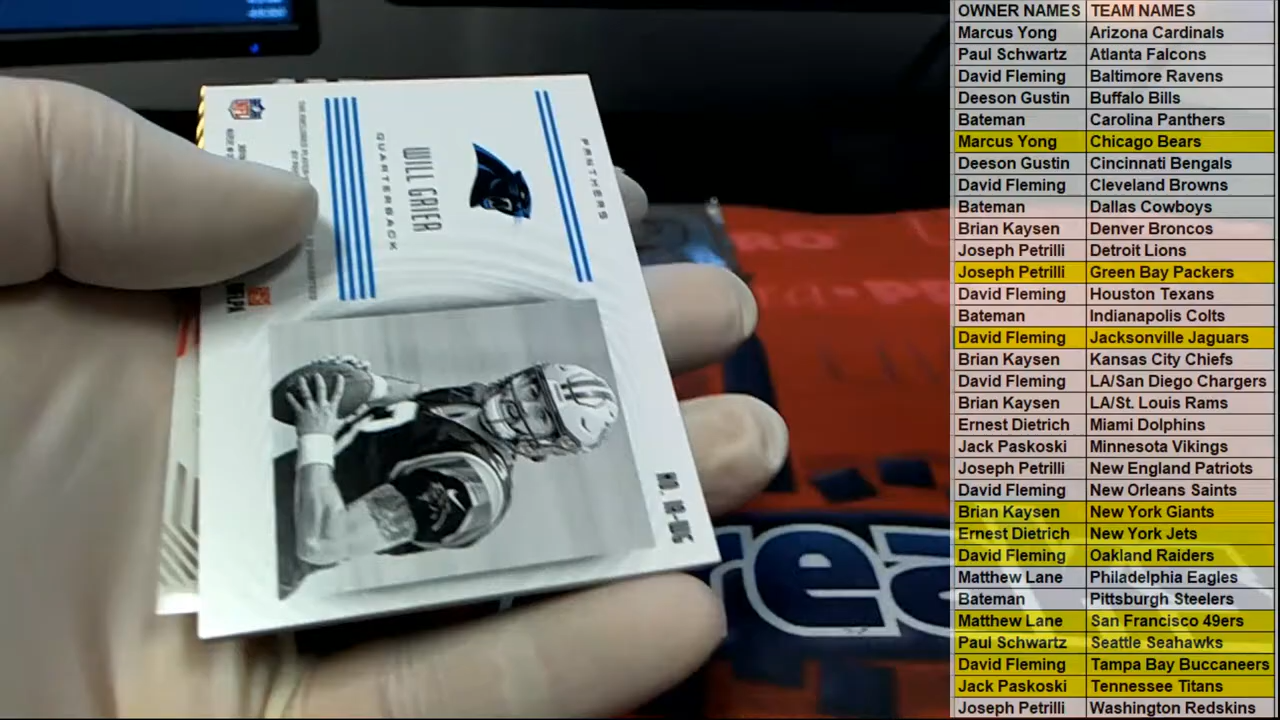 OWNER NAMES TEAM NAMES
Marcus Yong Arizona Cardinals
Paul Schwartz Atlanta Falcons
David Fleming Baltimore Ravens
Deeson Gustin Buffalo Bills
Bateman Carolina Panthers
Marcus Yong Chicago Bears
Deeson Gustin Cincinnati Bengals
David Fleming Cleveland Browns
Bateman Dallas Cowboys
Brian Kaysen Denver Broncos
Joseph Petrilli Detroit Lions
Joseph Petrilli Green Bay Packers
David Fleming Houston Texans
Bateman Indianapolis Colts
David Fleming Jacksonville Jaguars
Brian Kaysen Kansas City Chiefs
David Fleming LA/San Diego Chargers
Brian Kaysen LA/St. Louis Rams
Ernest Dietrich Miami Dolphins
Jack Paskoski Minnesota Vikings
Joseph Petrilli New England Patriots
David Fleming New Orleans Saints
Brian Kaysen New York Giants
Ernest Dietrich New York Jets
David Fleming Oakland Raiders
Matthew Lane Philadelphia Eagles
Bateman Pittsburgh Steelers
Matthew Lane San Francisco 49ers
Paul Schwartz Seattle Seahawks
David Fleming Tampa Bay Buccaneers
Jack Paskoski Tennessee Titans
Joseph Petrilli Washington Redskins
PANTHERS
WILL GRIER
QUARTERBACK